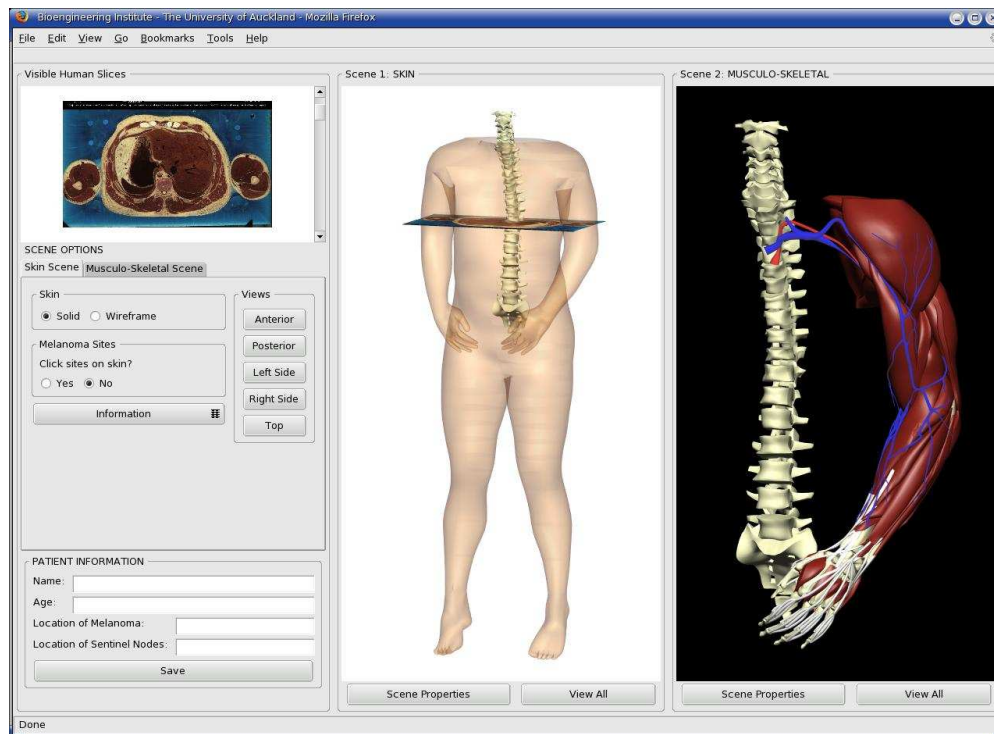 Bioengineering Institute - The University of Auckland - Mozilla Firefox
File Edit View Go Bookmarks Tools Help
Visible Human Slices
SCENE OPTIONS
Skin Scene Musculo-Skeletal Scene
Skin
Solid Wireframe
Melanoma Sites
Click sites on skin?
Yes No
Information
Views
Anterior
Posterior
Left Side
Right Side
Top
PATIENT INFORMATION
Name:
Age:
Location of Melanoma:
Location of Sentinel Nodes:
Save
Scene 1: SKIN
Scene Properties View All
Scene 2: MUSCULO-SKELETAL
Scene Properties View All
Done